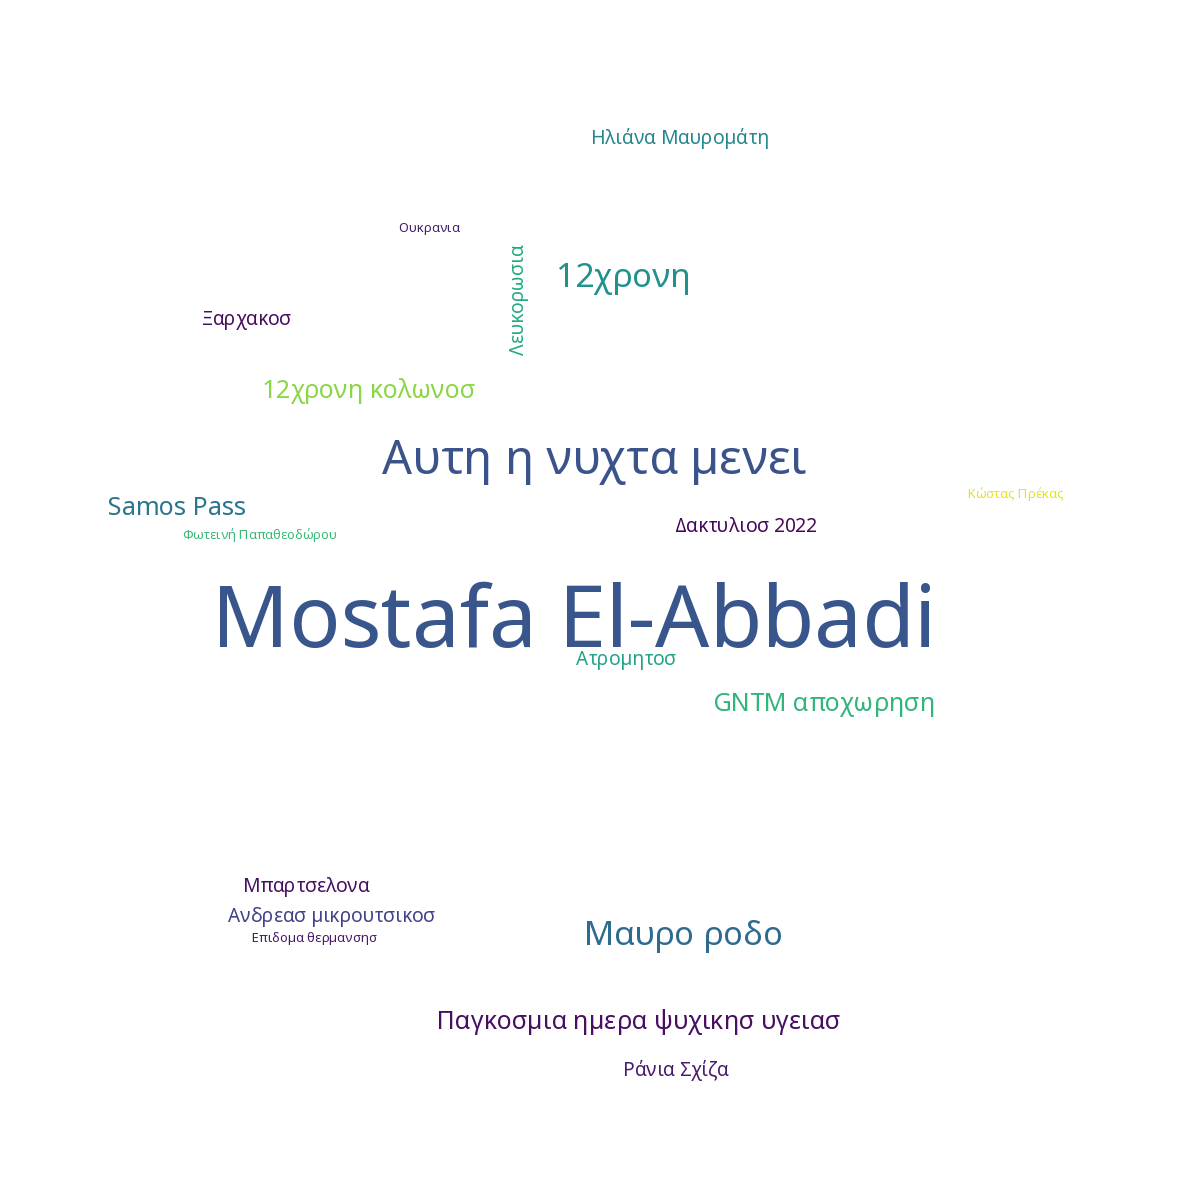 Ηλιάνα Μαυρομάτη
Ουκρανια
Λευκορωσια
12χρονη
Ξαρχακοσ
12χρονη κολωνοσ
Αυτη η νυχτα μενει
Κώστας Πρέκας
Samos Pass
Δακτυλιοσ 2022
Φωτεινή Παπαθεοδώρου
Mostafa El-Abbadi
Ατρομητοσ
GNTM αποχωρηση
Μπαρτσελονα
Ανδρεασ μικρουτσικοσ
Μαυρο ροδο
Επιδομα θερμανσησ
Παγκοσμια ημερα ψυχικησ υγειασ
Ράνια Σχίζα